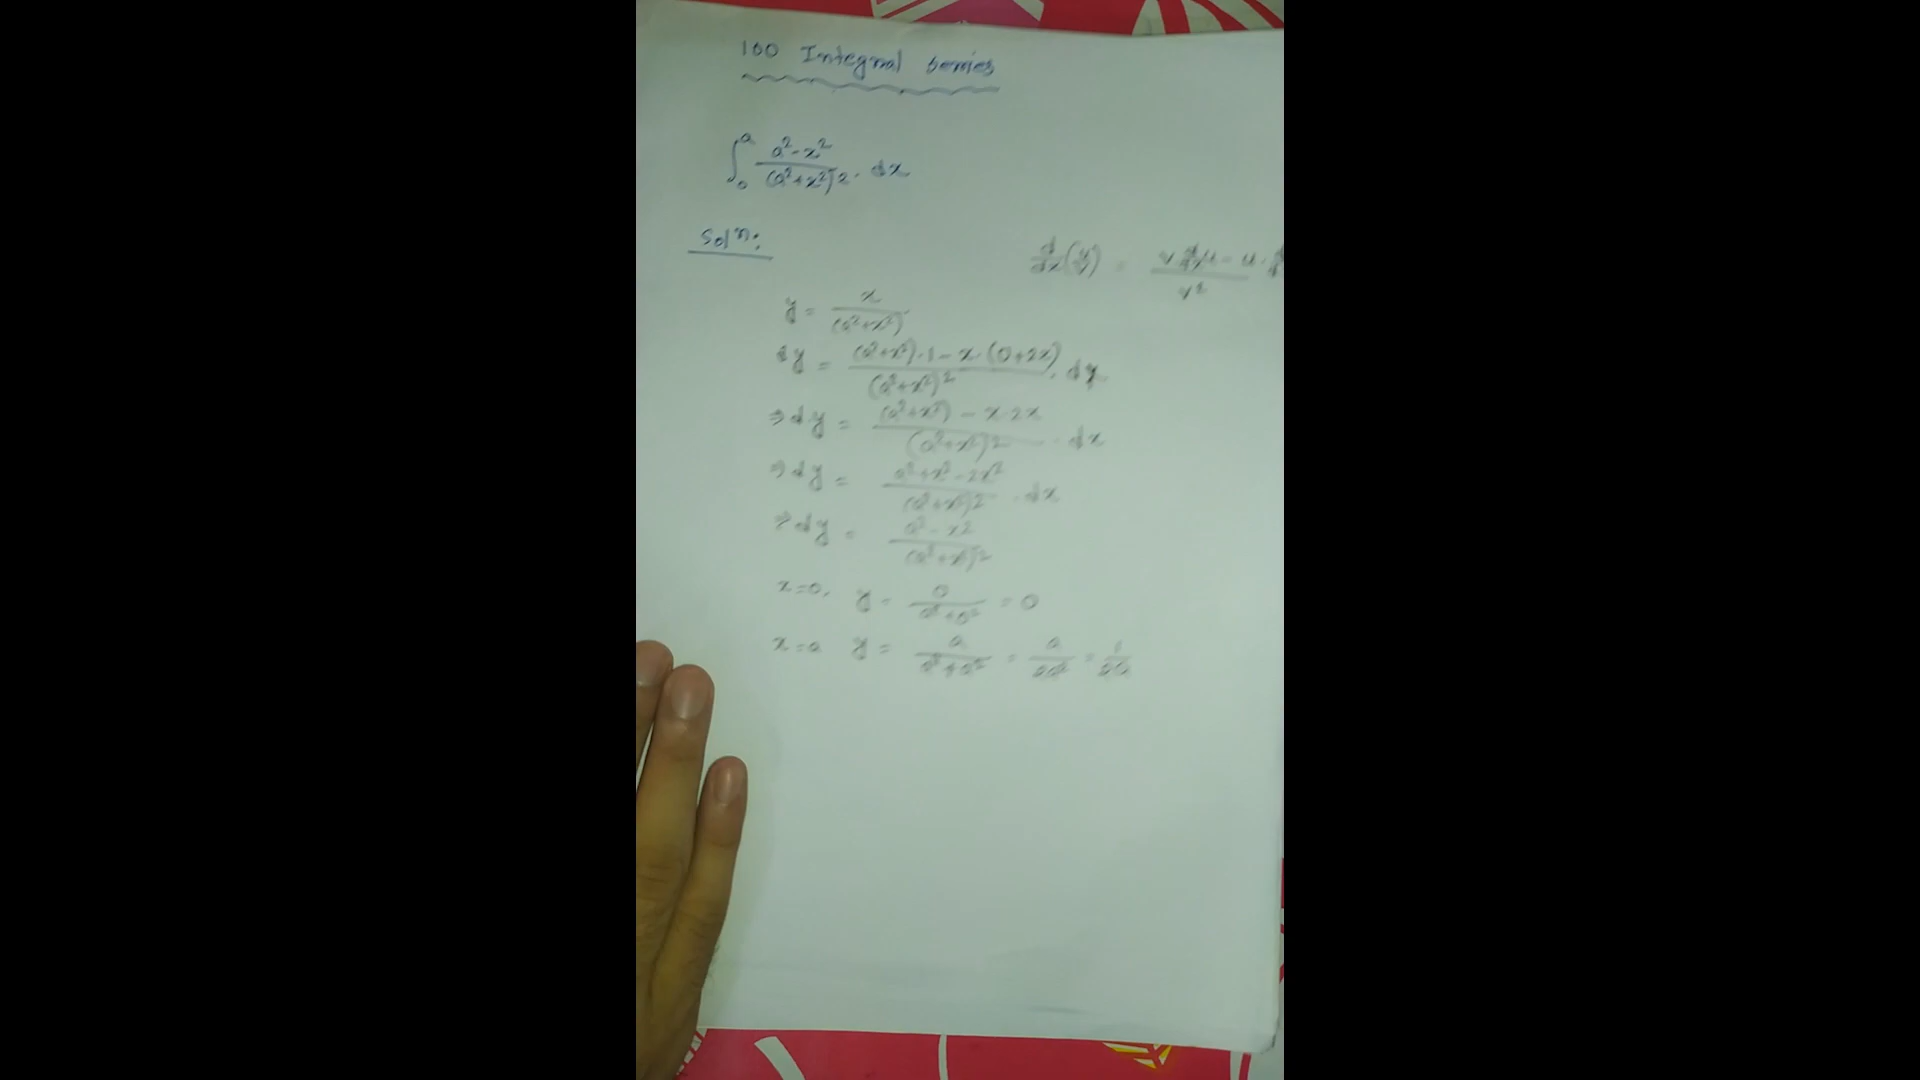 100 Integral series
∫₀ᵃ (a²-x²)/(a²+x²)² · dx
Solⁿ:
d/dx(u/v) = (v d/dx u - u ·)/v²
y = x/(a²+x²)
dy = ((a²+x²)·1 - x·(0+2x))/(a²+x²)² · dx
⇒ dy = ((a²+x²) - x·2x)/(a²+x²)² · dx
⇒ dy = (a²+x²-2x²)/(a²+x²)² · dx
⇒ dy = (a²-x²)/(a²+x²)²
x=0, y = 0/(a²+0²) = 0
x=a y = a/(a²+a²) = a/2a² = 1/2a